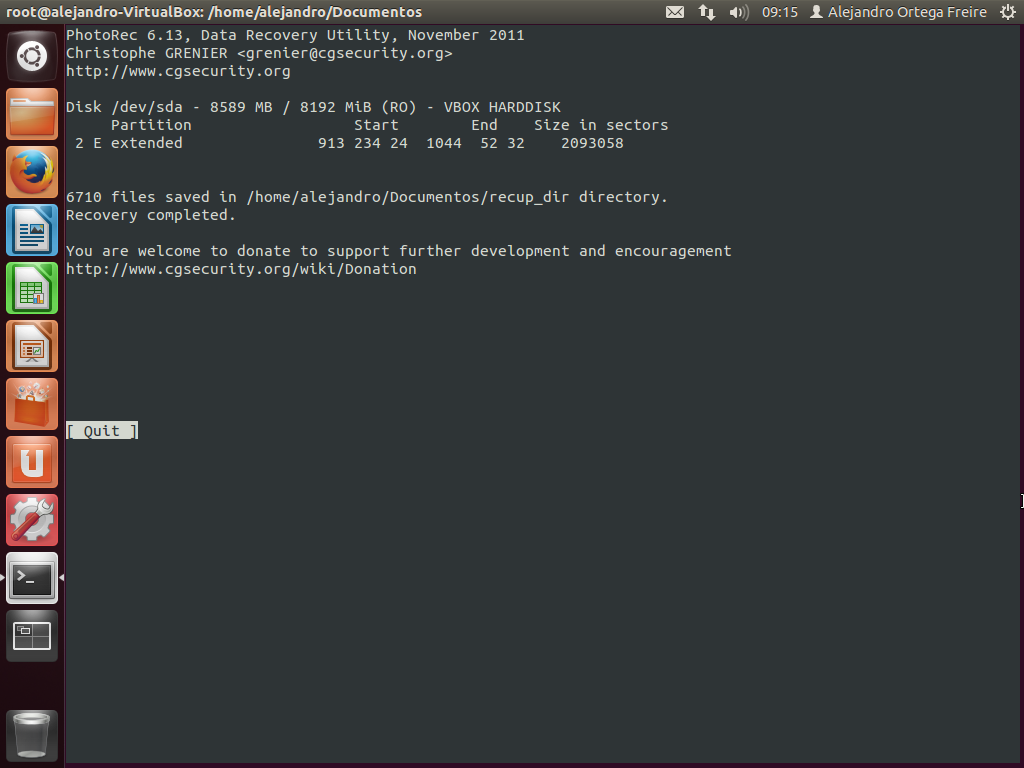 root@alejandro-VirtualBox: /home/alejandro/Documentos 09:15 Alejandro Ortega Freire
PhotoRec 6.13, Data Recovery Utility, November 2011
Christophe GRENIER <grenier@cgsecurity.org>
http://www.cgsecurity.org
Disk /dev/sda - 8589 MB / 8192 MiB (RO) - VBOX HARDDISK
Partition Start End Size in sectors
2 E extended 913 234 24 1044 52 32 2093058
6710 files saved in /home/alejandro/Documentos/recup_dir directory.
Recovery completed.
You are welcome to donate to support further development and encouragement
http://www.cgsecurity.org/wiki/Donation
[ Quit ]